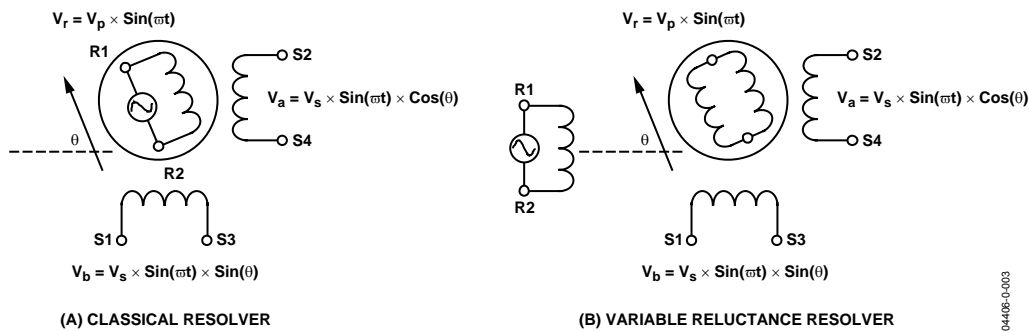 Vr = Vp × Sin(ϖt)
R1
S2
Va = Vs × Sin(ϖt) × Cos(θ)
θ
S4
R2
S1
S3
Vb = Vs × Sin(ϖt) × Sin(θ)
(A) CLASSICAL RESOLVER
Vr = Vp × Sin(ϖt)
S2
R1
Va = Vs × Sin(ϖt) × Cos(θ)
θ
S4
R2
S1
S3
Vb = Vs × Sin(ϖt) × Sin(θ)
(B) VARIABLE RELUCTANCE RESOLVER
04406-0-003